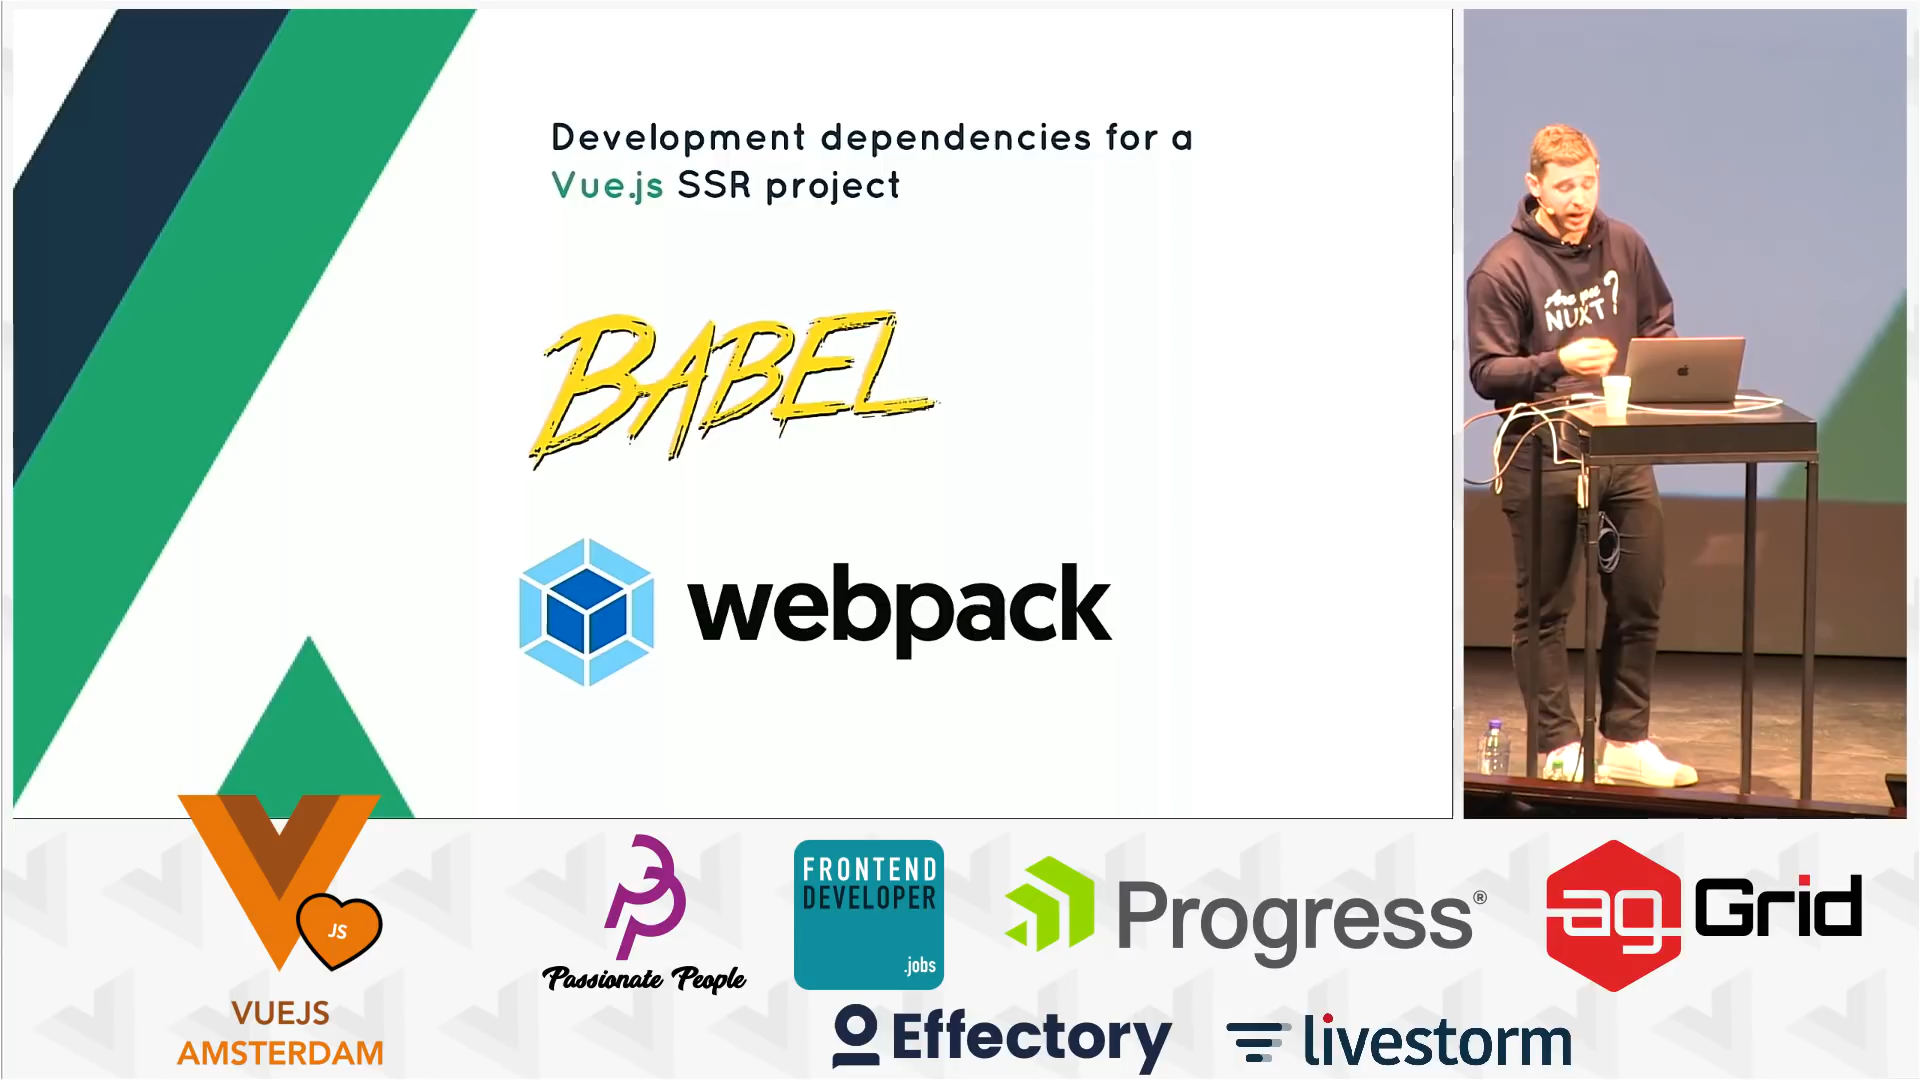 Development dependencies for a
Vue.js SSR project
BABEL
webpack
Are you
NUXT?
JS
VUEJS
AMSTERDAM
Passionate People
FRONTEND
DEVELOPER
.jobs
Progress®
ag Grid
Effectory
livestorm